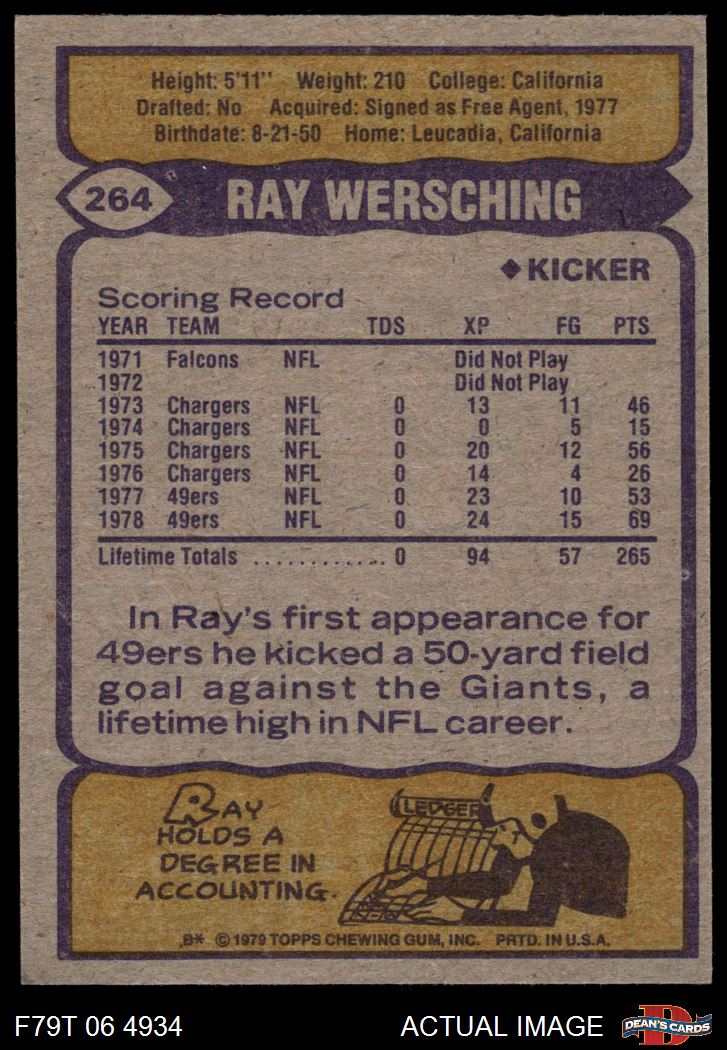 Height: 5'11'' Weight: 210 College: California
Drafted: No Acquired: Signed as Free Agent, 1977
Birthdate: 8-21-50 Home: Leucadia, California
264 RAY WERSCHING
◆KICKER
Scoring Record
YEAR TEAM TDS XP FG PTS
1971 Falcons NFL Did Not Play
1972 Did Not Play
1973 Chargers NFL 0 13 11 46
1974 Chargers NFL 0 0 5 15
1975 Chargers NFL 0 20 12 56
1976 Chargers NFL 0 14 4 26
1977 49ers NFL 0 23 10 53
1978 49ers NFL 0 24 15 69
Lifetime Totals ............ 0 94 57 265
In Ray's first appearance for
49ers he kicked a 50-yard field
goal against the Giants, a
lifetime high in NFL career.
RAY
HOLDS A
DEGREE IN
ACCOUNTING.
LEDGER
B* © 1979 TOPPS CHEWING GUM, INC. PRTD. IN U.S.A.
F79T 06 4934 ACTUAL IMAGE
D
DEAN'S CARDS